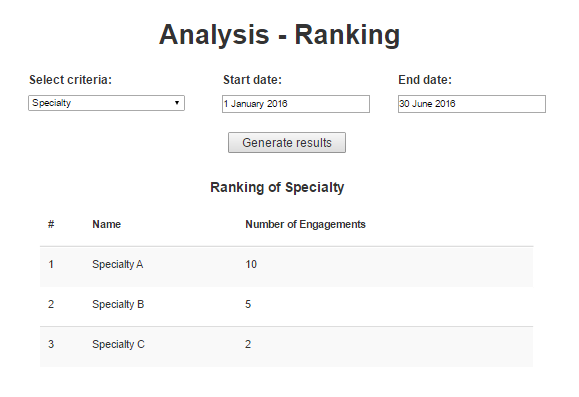 Analysis - Ranking
Select criteria: Start date: End date:
Specialty 1 January 2016 30 June 2016
Generate results
Ranking of Specialty
# Name Number of Engagements
1 Specialty A 10
2 Specialty B 5
3 Specialty C 2